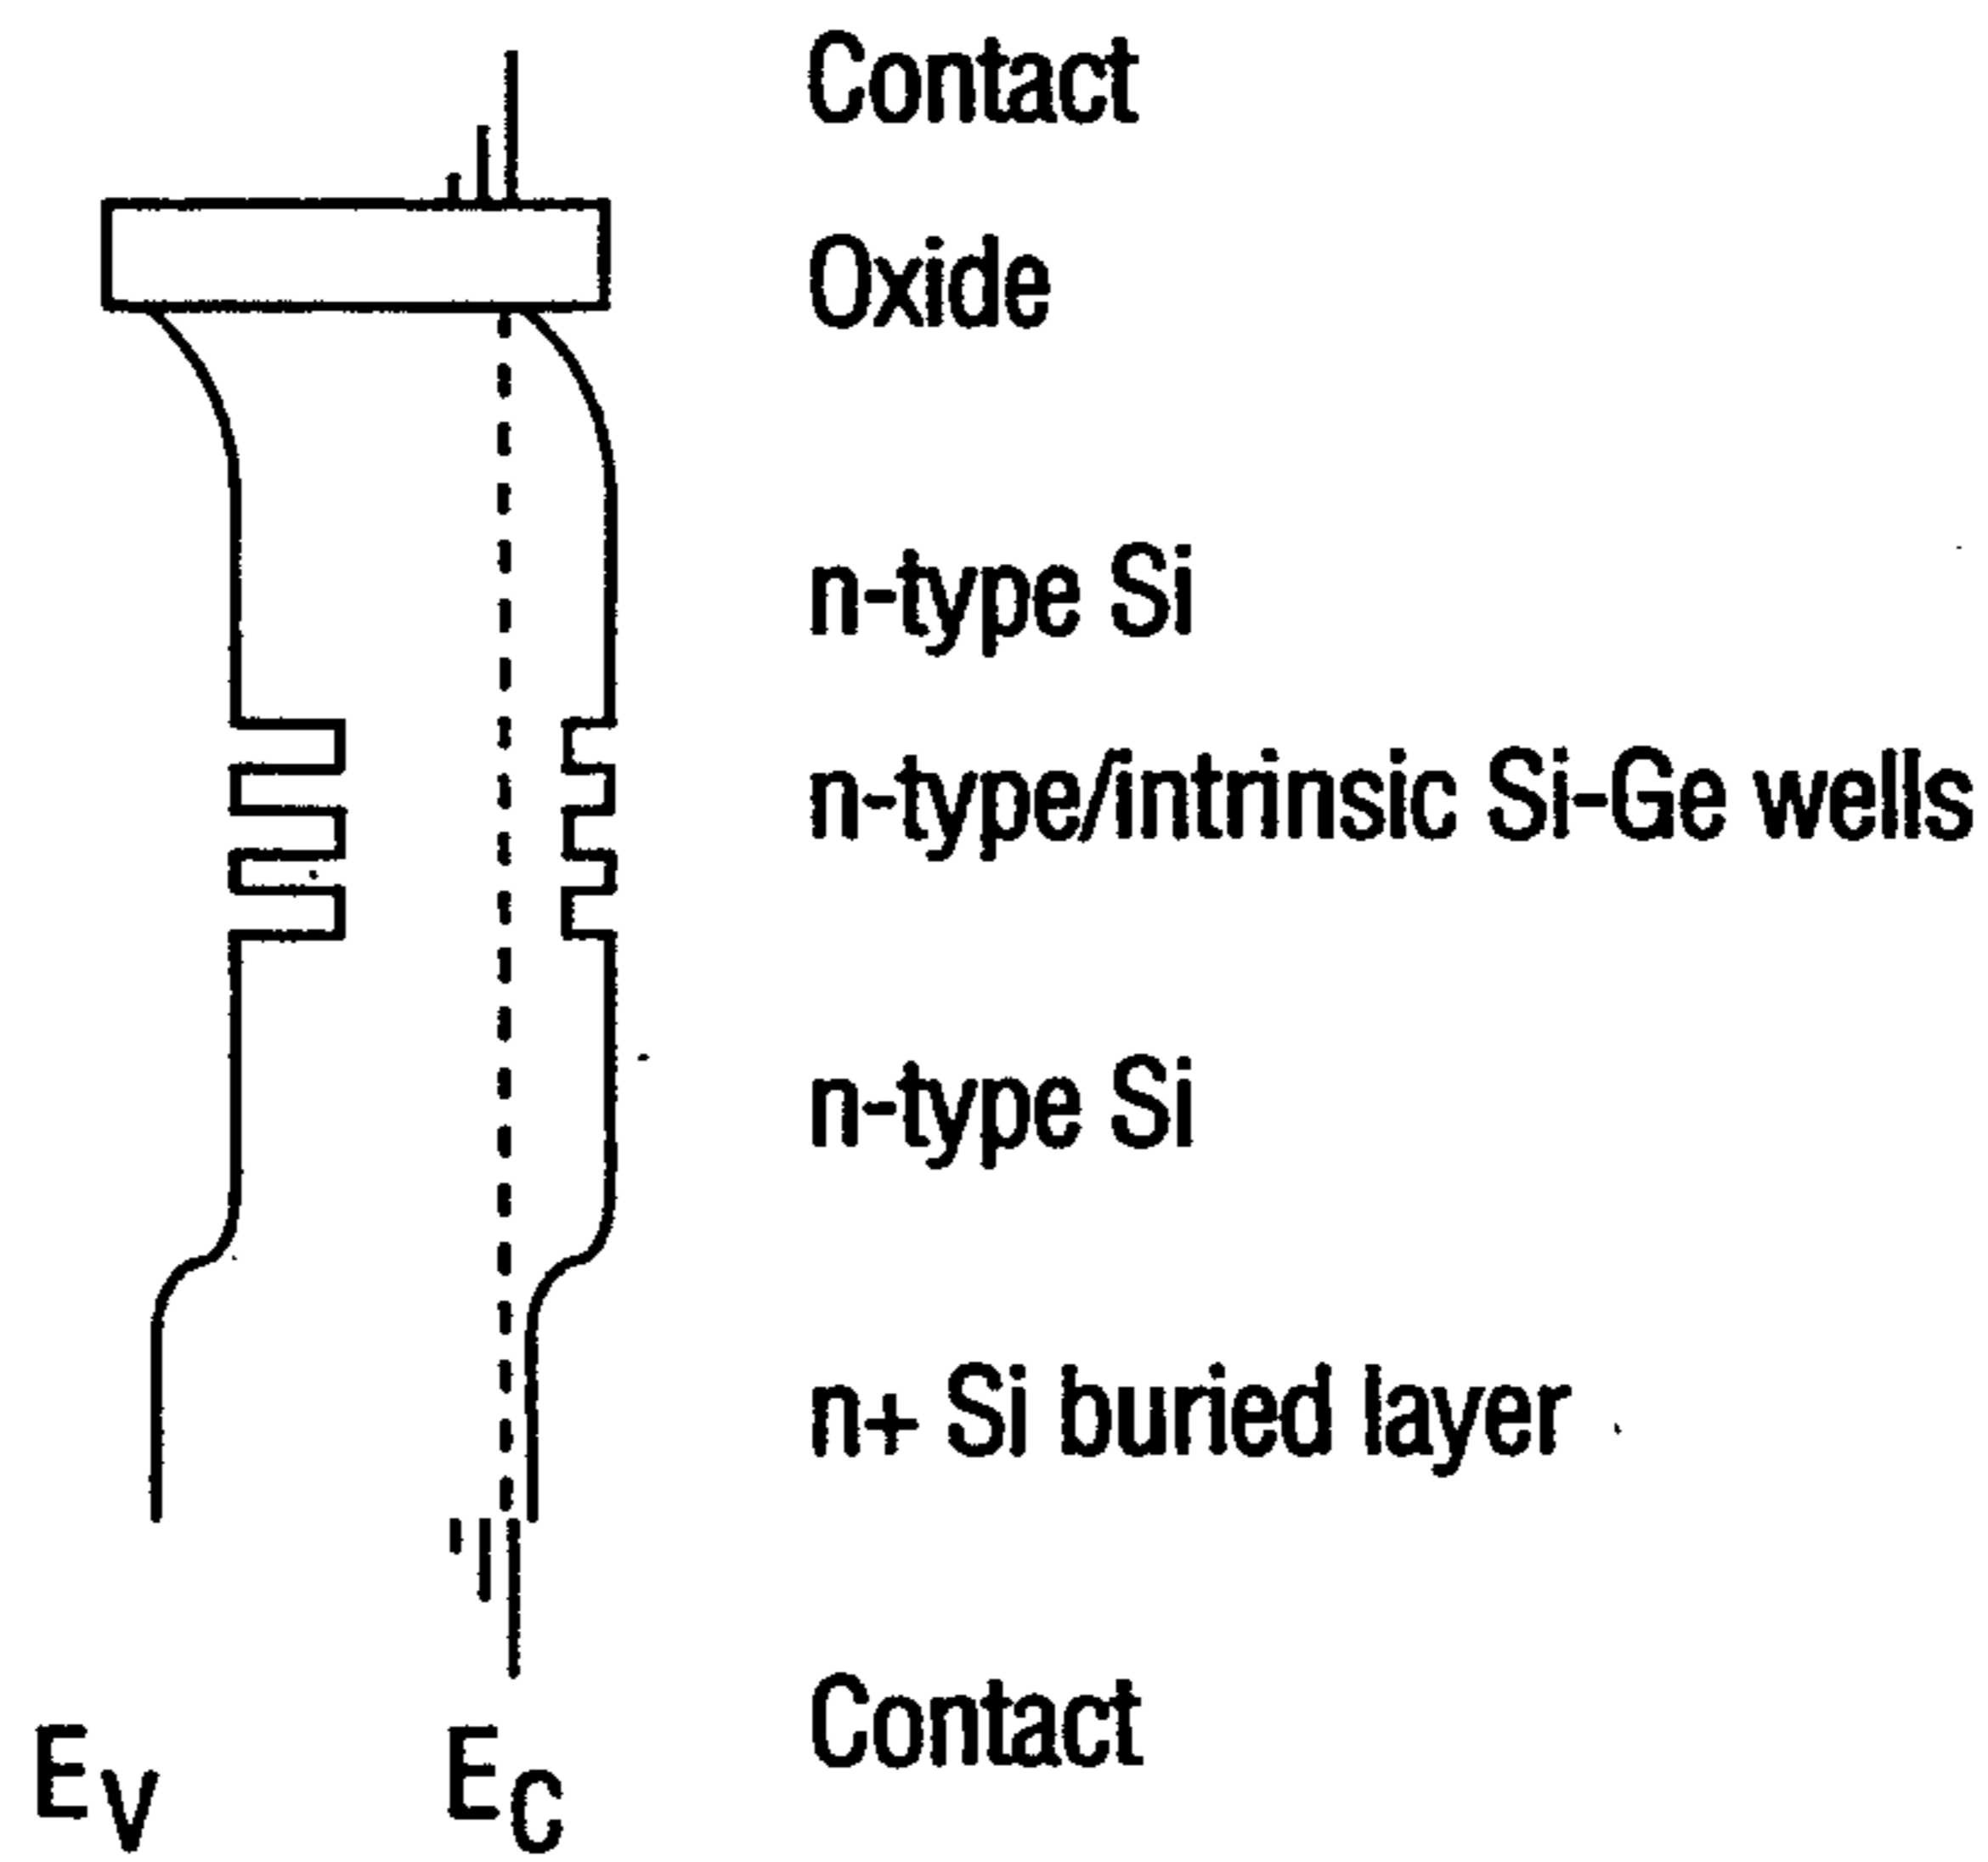 Contact
Oxide
n-type Si
n-type/intrinsic Si-Ge wells
n-type Si
n+ Si buried layer
Contact
EV
EC